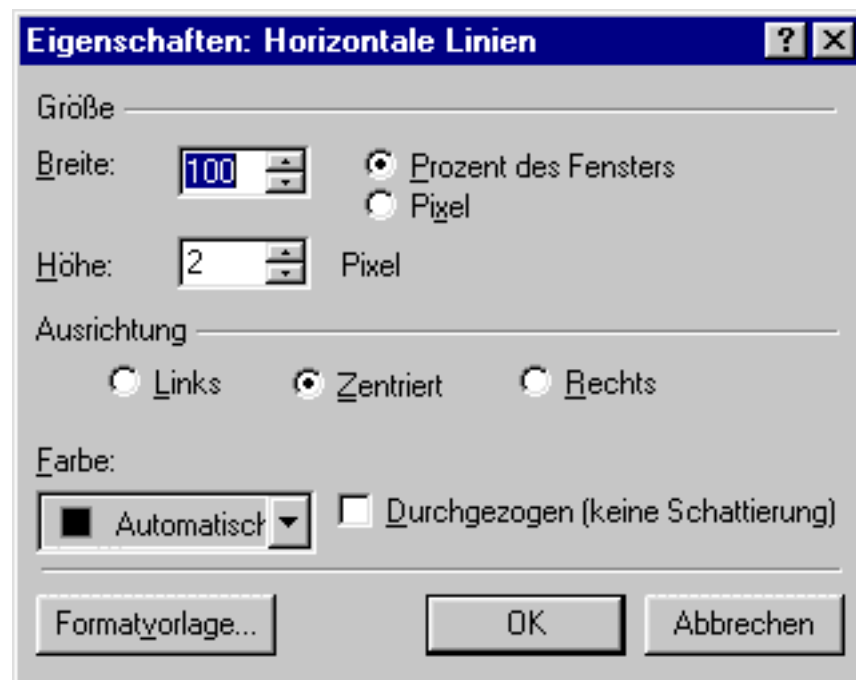 Eigenschaften: Horizontale Linien
Größe
Breite: 100 Prozent des Fensters
Pixel
Höhe: 2 Pixel
Ausrichtung
Links Zentriert Rechts
Farbe:
Automatisch Durchgezogen (keine Schattierung)
Formatvorlage... OK Abbrechen